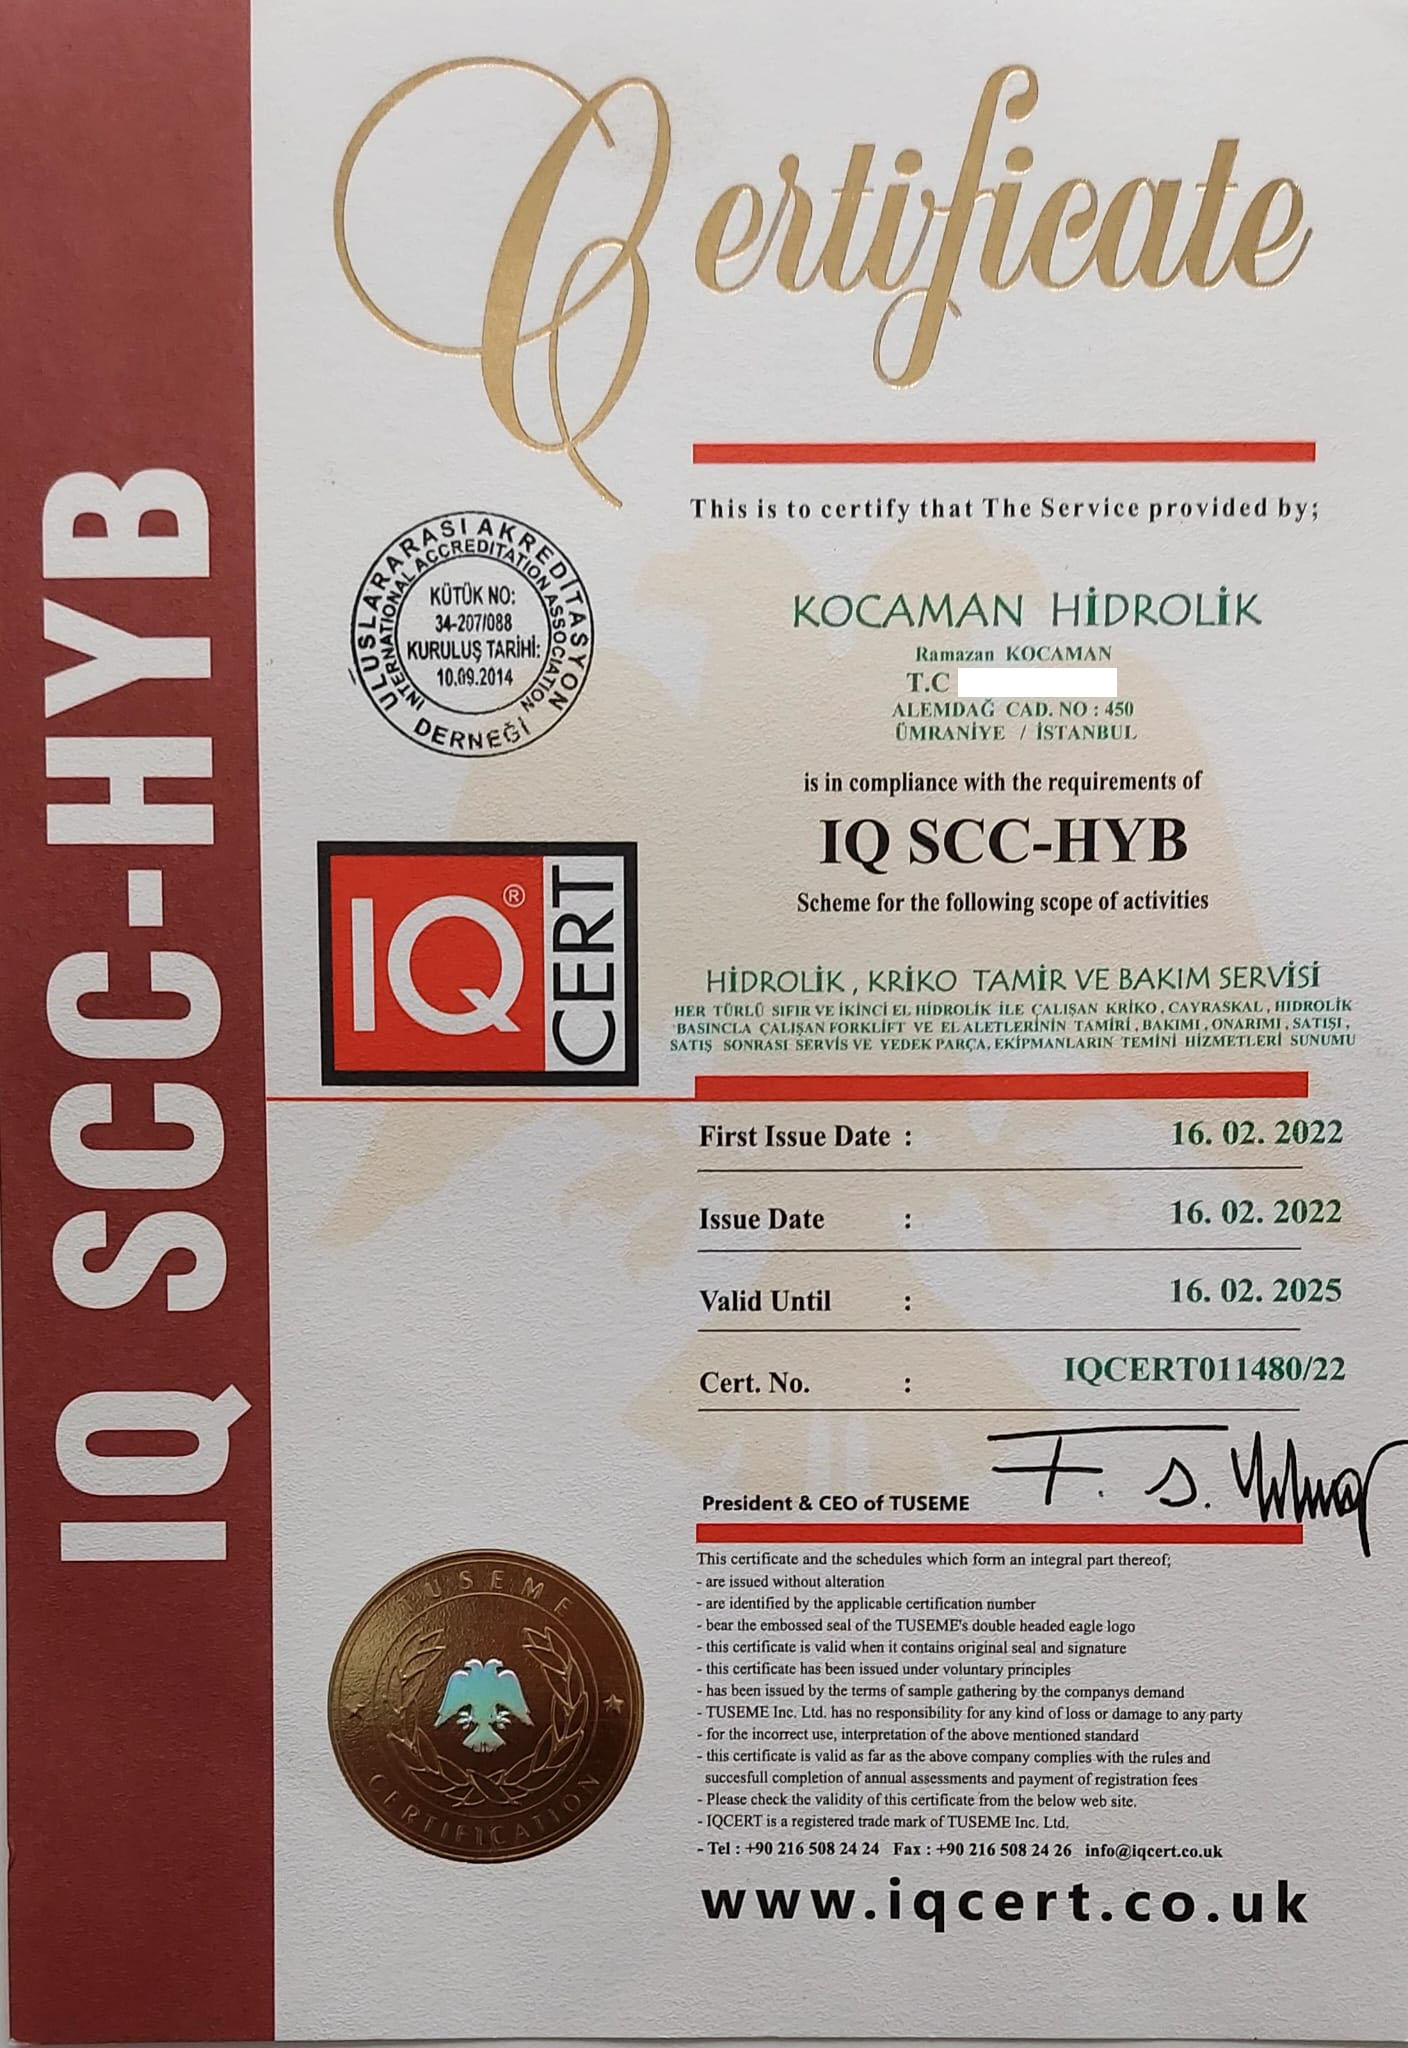 IQ SCC-HYB
Certificate
This is to certify that The Service provided by;
ULUSLARARASI AKREDİTASYON DERNEĞİ
INTERNATIONAL ACCREDITATION ASSOCIATION
KÜTÜK NO:
34-207/088
KURULUŞ TARİHİ:
10.09.2014
KOCAMAN HİDROLİK
Ramazan KOCAMAN
T.C
ALEMDAĞ CAD. NO : 450
ÜMRANİYE / İSTANBUL
is in compliance with the requirements of
IQ SCC-HYB
Scheme for the following scope of activities
IQ®
CERT
HİDROLİK , KRİKO TAMİR VE BAKIM SERVİSİ
HER TÜRLÜ SIFIR VE İKİNCİ EL HİDROLİK İLE ÇALIŞAN KRİKO , CAYRASKAL , HIDROLİK
BASINCLA ÇALIŞAN FORKLİFT VE EL ALETLERİNİN TAMİRİ , BAKIMI , ONARIMI , SATIŞI ,
SATIŞ SONRASI SERVİS VE YEDEK PARÇA, EKİPMANLARIN TEMİNİ HİZMETLERİ SUNUMU
First Issue Date : 16. 02. 2022
Issue Date : 16. 02. 2022
Valid Until : 16. 02. 2025
Cert. No. : IQCERT011480/22
President & CEO of TUSEME
This certificate and the schedules which form an integral part thereof;
- are issued without alteration
- are identified by the applicable certification number
- bear the embossed seal of the TUSEME's double headed eagle logo
- this certificate is valid when it contains original seal and signature
- this certificate has been issued under voluntary principles
- has been issued by the terms of sample gathering by the companys demand
- TUSEME Inc. Ltd. has no responsibility for any kind of loss or damage to any party
- for the incorrect use, interpretation of the above mentioned standard
- this certificate is valid as far as the above company complies with the rules and
succesfull completion of annual assessments and payment of registration fees
- Please check the validity of this certificate from the below web site.
- IQCERT is a registered trade mark of TUSEME Inc. Ltd.
- Tel : +90 216 508 24 24 Fax : +90 216 508 24 26 info@iqcert.co.uk
www.iqcert.co.uk
TUSEME
CERTIFICATION